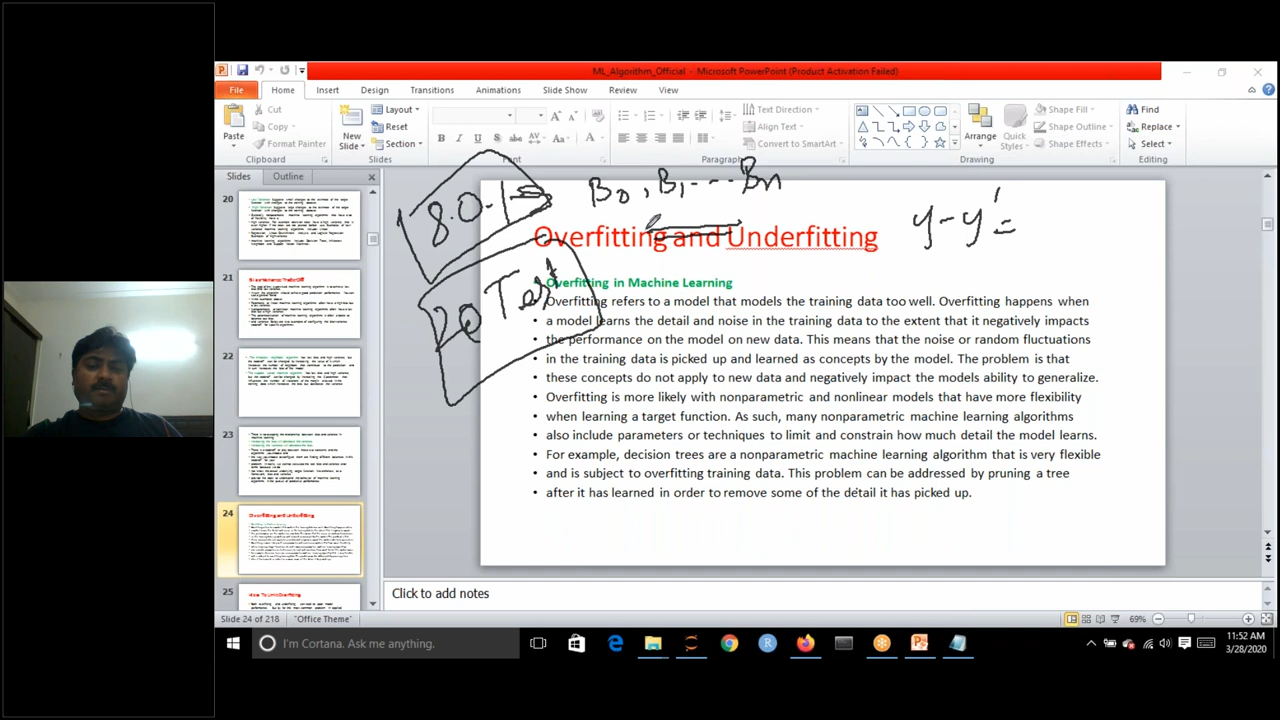 ML_Algorithm_Official - Microsoft PowerPoint (Product Activation Failed)
File Home Insert Design Transitions Animations Slide Show Review View
Cut
Copy
Format Painter
Paste
Clipboard
New Slide
Layout
Reset
Section
Slides
Font
Paragraph
Text Direction
Align Text
Convert to SmartArt
Arrange
Quick Styles
Shape Fill
Shape Outline
Shape Effects
Drawing
Find
Replace
Select
Editing
Slides Outline
20
21
22
23
24
Overfitting and Underfitting
25
How To Limit Overfitting
B0, B1 - - - Bn
y - y' =
80
20 Test
Overfitting and Underfitting
Overfitting in Machine Learning
• Overfitting refers to a model that models the training data too well. Overfitting happens when
• a model learns the detail and noise in the training data to the extent that it negatively impacts
• the performance on the model on new data. This means that the noise or random fluctuations
• in the training data is picked up and learned as concepts by the model. The problem is that
• these concepts do not apply to new data and negatively impact the models ability to generalize.
• Overfitting is more likely with nonparametric and nonlinear models that have more flexibility
• when learning a target function. As such, many nonparametric machine learning algorithms
• also include parameters or techniques to limit and constrain how much detail the model learns.
• For example, decision trees are a nonparametric machine learning algorithm that is very flexible
• and is subject to overfitting training data. This problem can be addressed by pruning a tree
• after it has learned in order to remove some of the detail it has picked up.
Click to add notes
Slide 24 of 218 "Office Theme" 69%
I'm Cortana. Ask me anything.
11:52 AM
3/28/2020